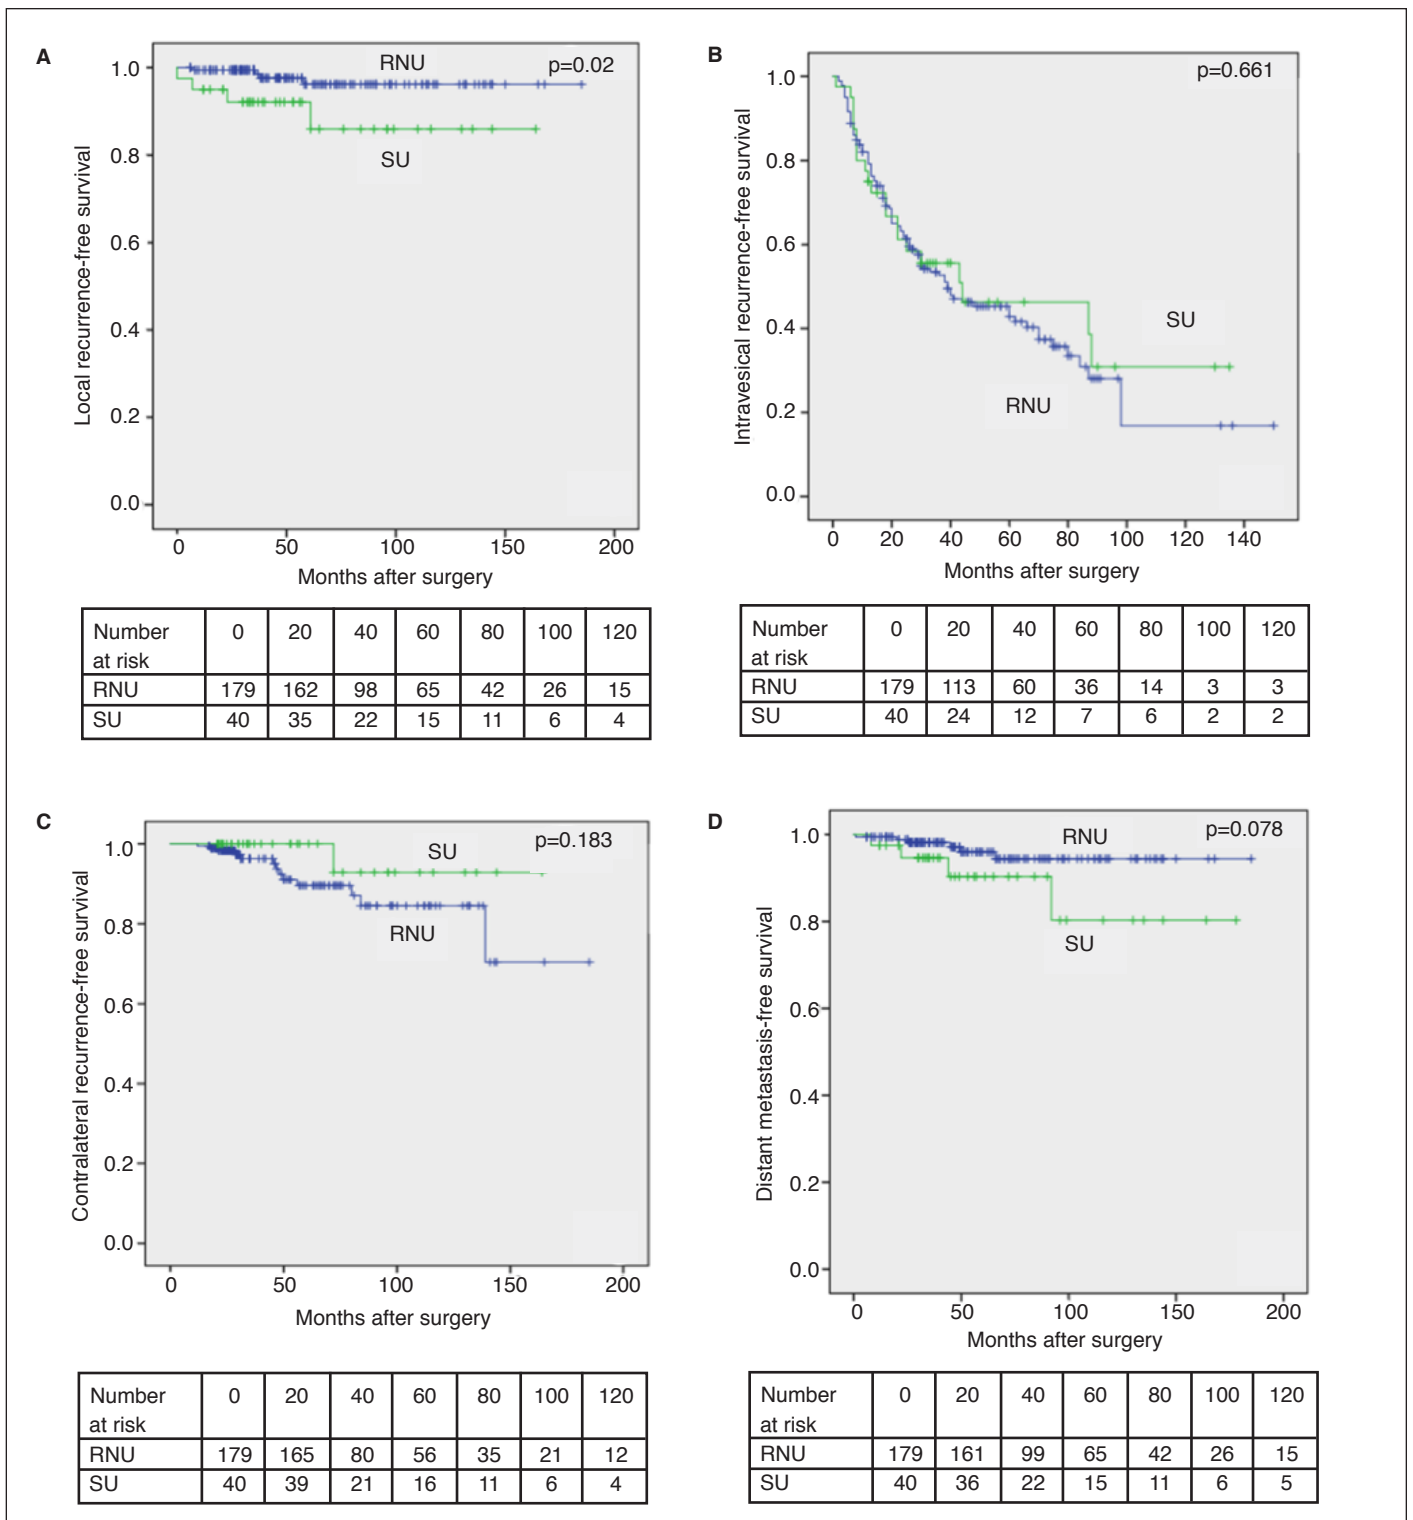 A
RNU
p=0.02
SU
1.0
0.8
0.6
0.4
0.2
0.0
Local recurrence-free survival
0 50 100 150 200
Months after surgery
Number at risk 0 20 40 60 80 100 120
RNU 179 162 98 65 42 26 15
SU 40 35 22 15 11 6 4
B
p=0.661
SU
RNU
1.0
0.8
0.6
0.4
0.2
0.0
Intravesical recurrence-free survival
0 20 40 60 80 100 120 140
Months after surgery
Number at risk 0 20 40 60 80 100 120
RNU 179 113 60 36 14 3 3
SU 40 24 12 7 6 2 2
C
SU
p=0.183
RNU
1.0
0.8
0.6
0.4
0.2
0.0
Contralateral recurrence-free survival
0 50 100 150 200
Months after surgery
Number at risk 0 20 40 60 80 100 120
RNU 179 165 80 56 35 21 12
SU 40 39 21 16 11 6 4
D
RNU
p=0.078
SU
1.0
0.8
0.6
0.4
0.2
0.0
Distant metastasis-free survival
0 50 100 150 200
Months after surgery
Number at risk 0 20 40 60 80 100 120
RNU 179 161 99 65 42 26 15
SU 40 36 22 15 11 6 5